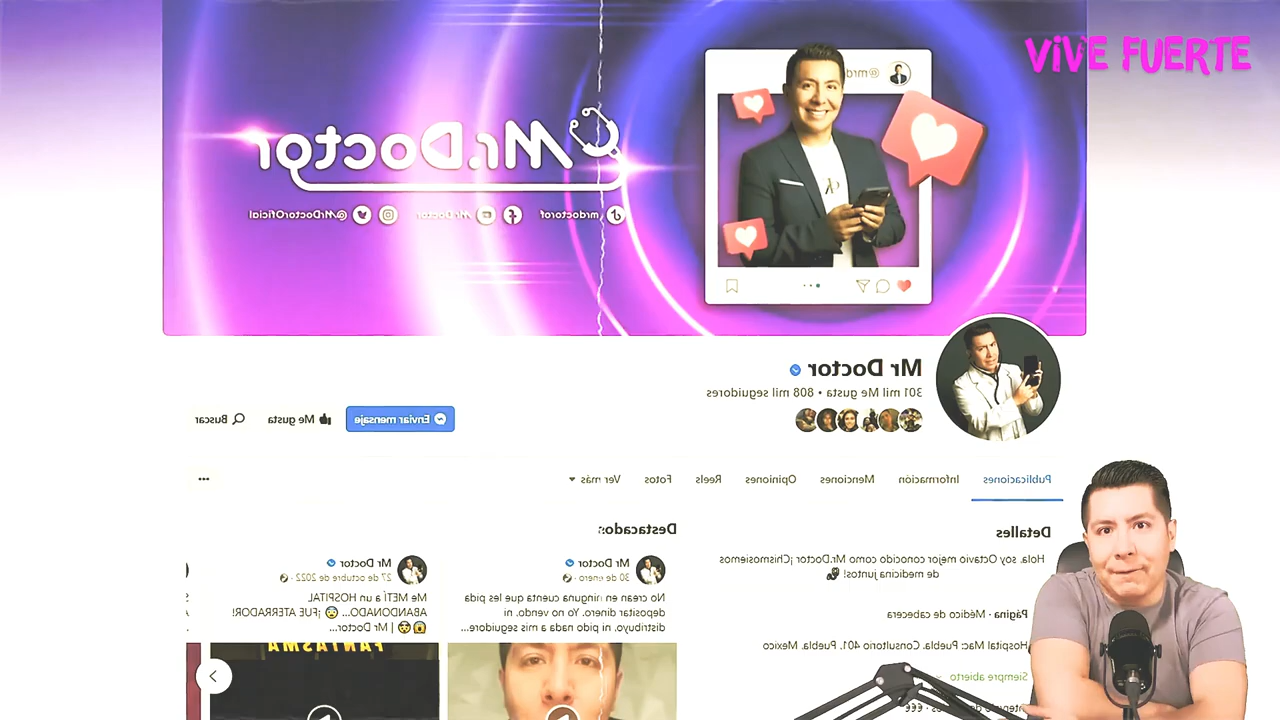 VIVE FUERTE
@mrd
Mr.Doctor
mrdoctorof Mr. Doctor @MrDoctorOficial
Mr Doctor
301 mil Me gusta • 808 mil seguidores
Enviar mensaje Me gusta Buscar
Publicaciones Información Menciones Opiniones Reels Fotos Ver más
Detalles
Hola, soy Octavio mejor conocido como Mr.Doctor ¡Chismosiemos
de medicina juntos!
Página · Médico de cabecera
Hospital Mac Puebla, Consultorio 401, Puebla, Mexico
Siempre abierto
Destacados
Mr Doctor
30 de enero ·
No crean en ninguna cuenta que les pida
depositar dinero. Yo no vendo, ni
distribuyo, ni pido nada a mis seguidore...
Mr Doctor
27 de octubre de 2022 ·
Me METÍ a un HOSPITAL
ABANDONADO... ¡FUE ATERRADOR!
| Mr Doctor...
FANTASMA